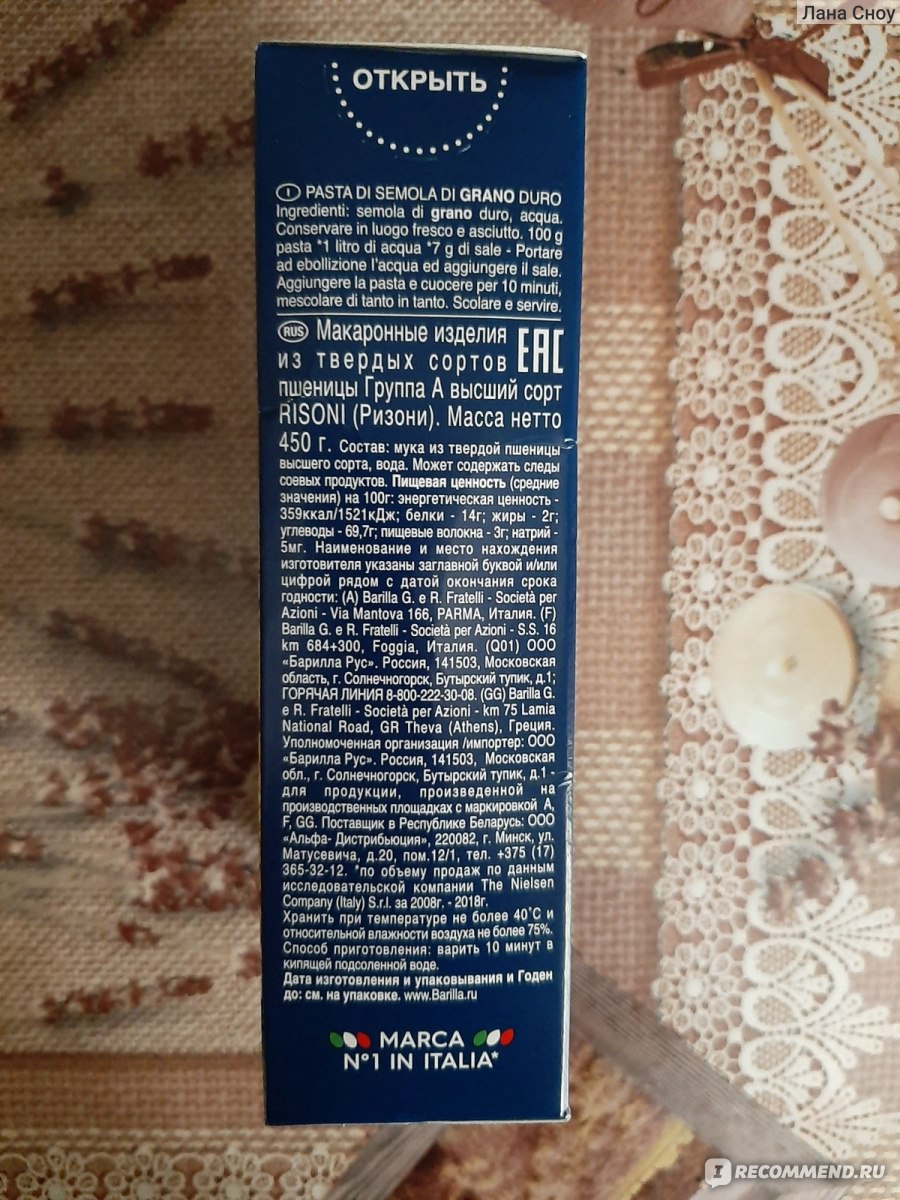 Лана Сноу
ОТКРЫТЬ
I PASTA DI SEMOLA DI GRANO DURO
Ingredienti: semola di grano duro, acqua.
Conservare in luogo fresco e asciutto. 100 g
pasta *1 litro di acqua *7 g di sale - Portare
ad ebollizione l'acqua ed aggiungere il sale.
Aggiungere la pasta e cuocere per 10 minuti,
mescolare di tanto in tanto. Scolare e servire.
RUS Макаронные изделия EAC
из твердых сортов
пшеницы Группа А высший сорт
RISONI (Ризони). Масса нетто
450 г. Состав: мука из твердой пшеницы
высшего сорта, вода. Может содержать следы
соевых продуктов. Пищевая ценность (средние
значения) на 100г: энергетическая ценность -
359ккал/1521кДж; белки - 14г; жиры - 2г;
углеводы - 69,7г; пищевые волокна - 3г; натрий -
5мг. Наименование и место нахождения
изготовителя указаны заглавной буквой и/или
цифрой рядом с датой окончания срока
годности: (A) Barilla G. e R. Fratelli - Società per
Azioni - Via Mantova 166, PARMA, Италия. (F)
Barilla G. e R. Fratelli - Società per Azioni - S.S. 16
km 684+300, Foggia, Италия. (Q01) ООО
«Барилла Рус». Россия, 141503, Московская
область, г. Солнечногорск, Бутырский тупик, д.1;
ГОРЯЧАЯ ЛИНИЯ 8-800-222-30-08. (GG) Barilla G.
e R. Fratelli - Società per Azioni - km 75 Lamia
National Road, GR Theva (Athens), Греция.
Уполномоченная организация /импортер: ООО
«Барилла Рус». Россия, 141503, Московская
обл., г. Солнечногорск, Бутырский тупик, д.1 -
для продукции, произведенной на
производственных площадках с маркировкой A,
F, GG. Поставщик в Республике Беларусь: ООО
«Альфа- Дистрибьюция», 220082, г. Минск, ул.
Матусевича, д.20, пом.12/1, тел. +375 (17)
365-32-12. *по объему продаж по данным
исследовательской компании The Nielsen
Company (Italy) S.r.l. за 2008г. - 2018г.
Хранить при температуре не более 40°С и
относительной влажности воздуха не более 75%.
Способ приготовления: варить 10 минут в
кипящей подсоленной воде.
Дата изготовления и упаковывания и Годен
до: см. на упаковке. www.Barilla.ru
MARCA
N°1 IN ITALIA*
IRECOMMEND.RU